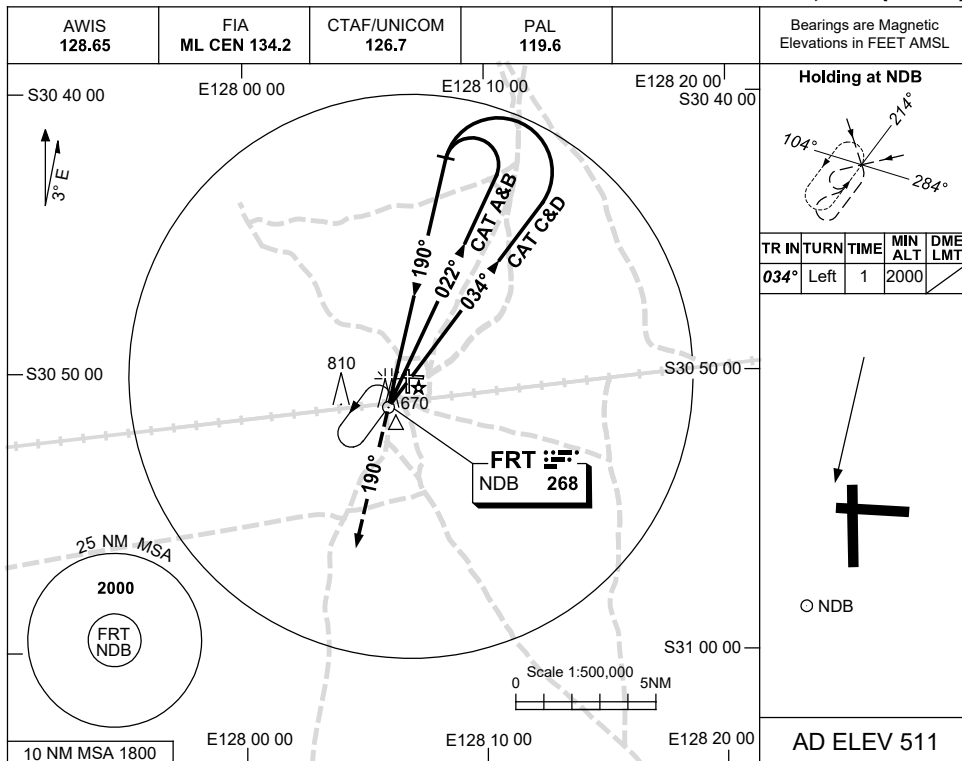 AWIS
128.65
FIA
ML CEN 134.2
CTAF/UNICOM
126.7
PAL
119.6
Bearings are Magnetic
Elevations in FEET AMSL
S30 40 00
E128 00 00
E128 10 00
E128 20 00
S30 40 00
3° E
Holding at NDB
214°
104°
284°
TR IN TURN TIME MIN ALT DME LMT
034° Left 1 2000
190°
022°
CAT A&B
034°
CAT C&D
S30 50 00
S30 50 00
810
670
190°
FRT
NDB 268
25 NM MSA
2000
FRT
NDB
NDB
S31 00 00
Scale 1:500,000
0 5NM
E128 00 00
E128 10 00
E128 20 00
10 NM MSA 1800
AD ELEV 511